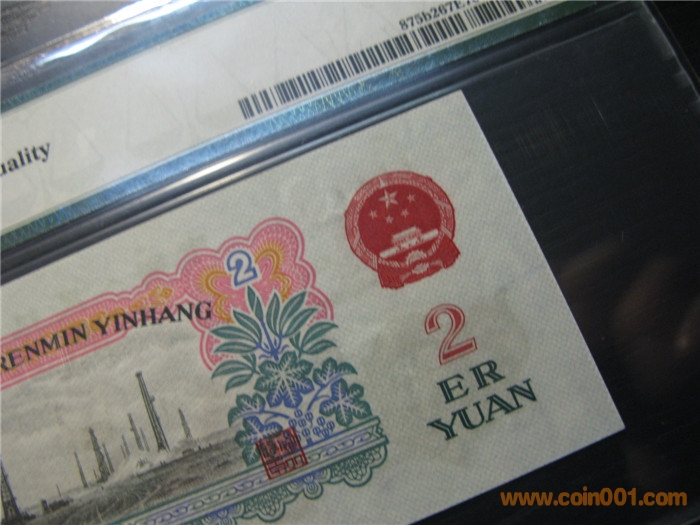 875b267E
uality
2
RENMIN YINHANG
2
ER
YUAN
www.coin001.com